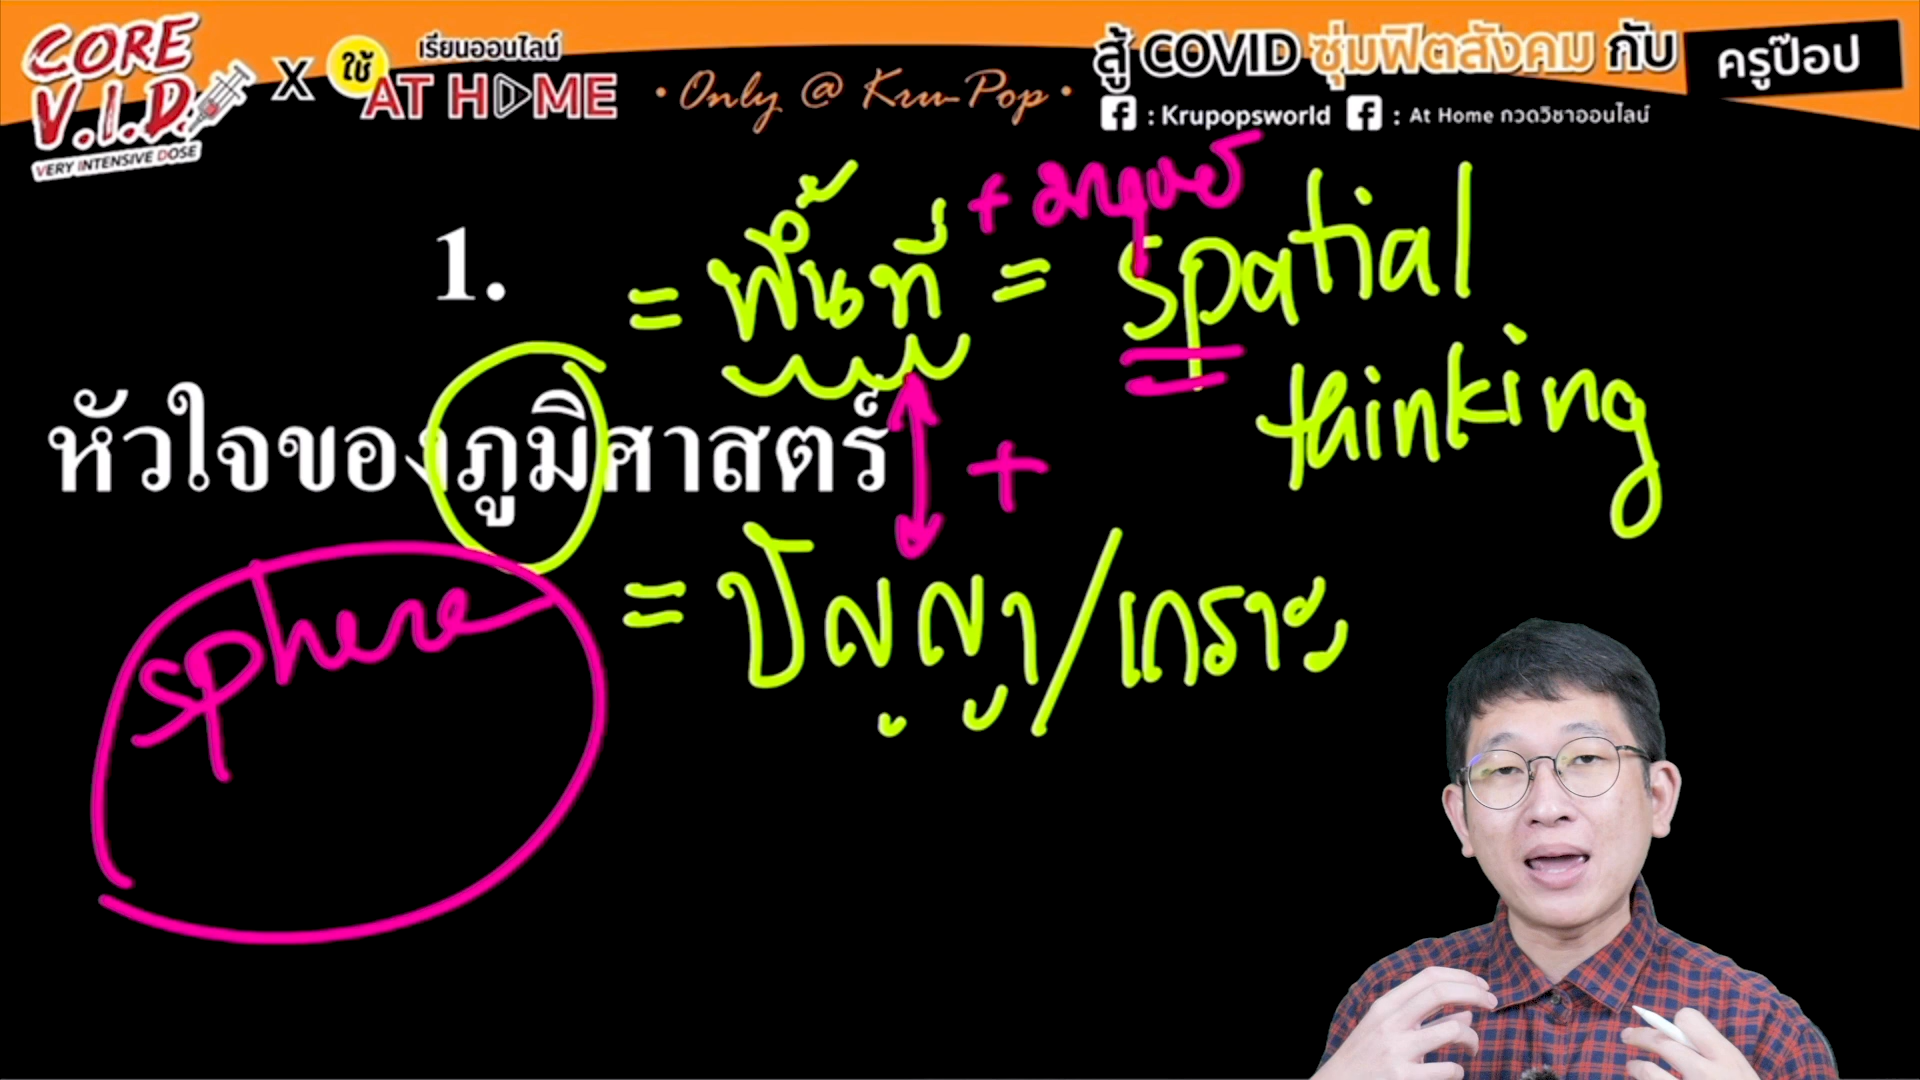 CORE V.I.D.
VERY INTENSIVE DOSE
X
ใช้ AT HOME
เรียนออนไลน์
• Only @ Kru-Pop •
สู้ COVID ซุ่มฟิตสังคม กับ ครูป๊อป
: Krupopsworld : At Home กวดวิชาออนไลน์
+ มนุษย์
1. = พื้นที่ = spatial
thinking
หัวใจของภูมิศาสตร์
+
sphere
= ปัญญา/เคราะ